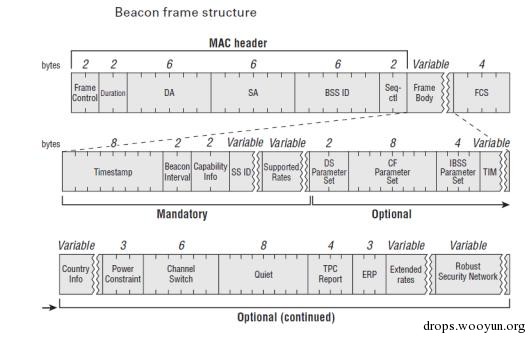 Beacon frame structure
MAC header
bytes 2 2 6 6 6 2 Variable 4
Frame Control Duration DA SA BSS ID Seq-ctl Frame Body FCS
bytes 8 2 2 Variable Variable 2 8 4 Variable
Timestamp Beacon Interval Capability Info SS ID Supported Rates DS Parameter Set CF Parameter Set IBSS Parameter Set TIM
Mandatory Optional
Variable 3 6 8 4 3 Variable Variable
Country Info Power Constraint Channel Switch Quiet TPC Report ERP Extended rates Robust Security Network
Optional (continued)
drops.wooyun.org